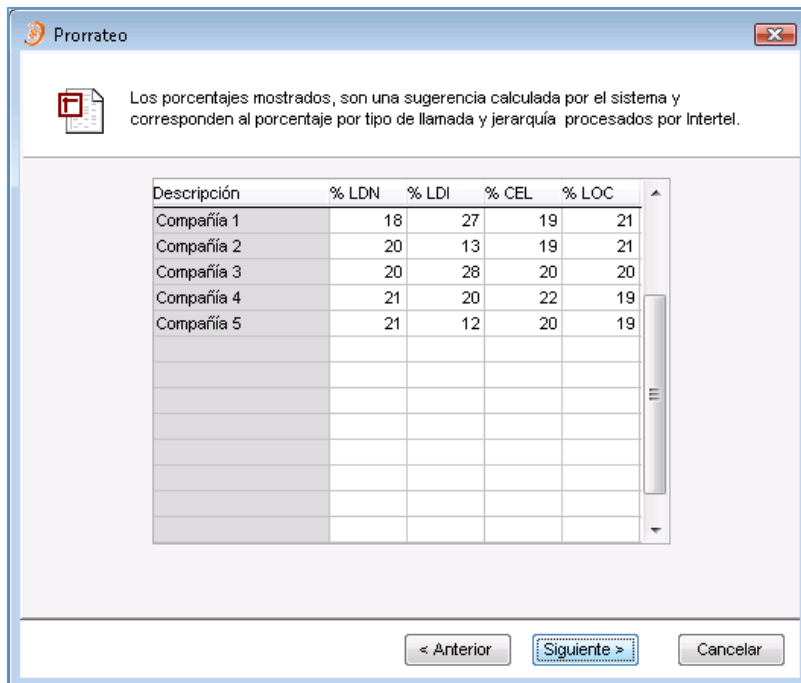 Prorrateo
Los porcentajes mostrados, son una sugerencia calculada por el sistema y
corresponden al porcentaje por tipo de llamada y jerarquía procesados por Intertel.
Descripción % LDN % LDI % CEL % LOC
Compañía 1 18 27 19 21
Compañía 2 20 13 19 21
Compañía 3 20 28 20 20
Compañía 4 21 20 22 19
Compañía 5 21 12 20 19
< Anterior Siguiente > Cancelar